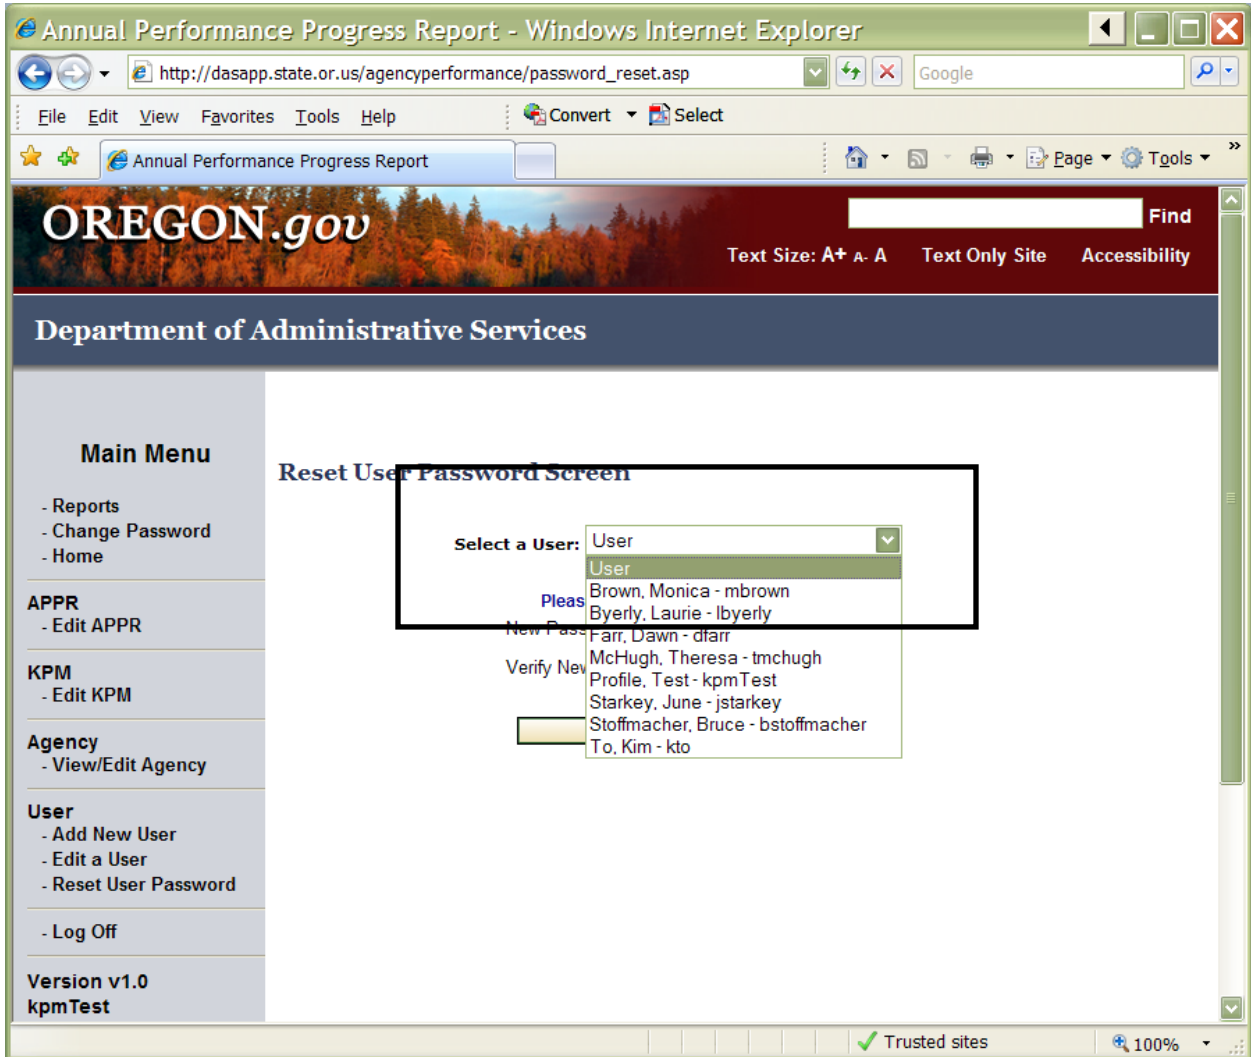 Annual Performance Progress Report - Windows Internet Explorer
http://dasapp.state.or.us/agencyperformance/password_reset.asp
Google
File Edit View Favorites Tools Help
Convert Select
Annual Performance Progress Report
Page Tools
OREGON.gov
Find
Text Size: A+ A- A Text Only Site Accessibility
Department of Administrative Services
Main Menu
- Reports
- Change Password
- Home
APPR
- Edit APPR
KPM
- Edit KPM
Agency
- View/Edit Agency
User
- Add New User
- Edit a User
- Reset User Password
- Log Off
Version v1.0
kpmTest
Reset User Password Screen
Select a User: User
User
Brown, Monica - mbrown
Byerly, Laurie - lbyerly
Farr, Dawn - dfarr
McHugh, Theresa - tmchugh
Profile, Test - kpmTest
Starkey, June - jstarkey
Stoffmacher, Bruce - bstoffmacher
To, Kim - kto
Pleas
New Pass
Verify New
Trusted sites
100%